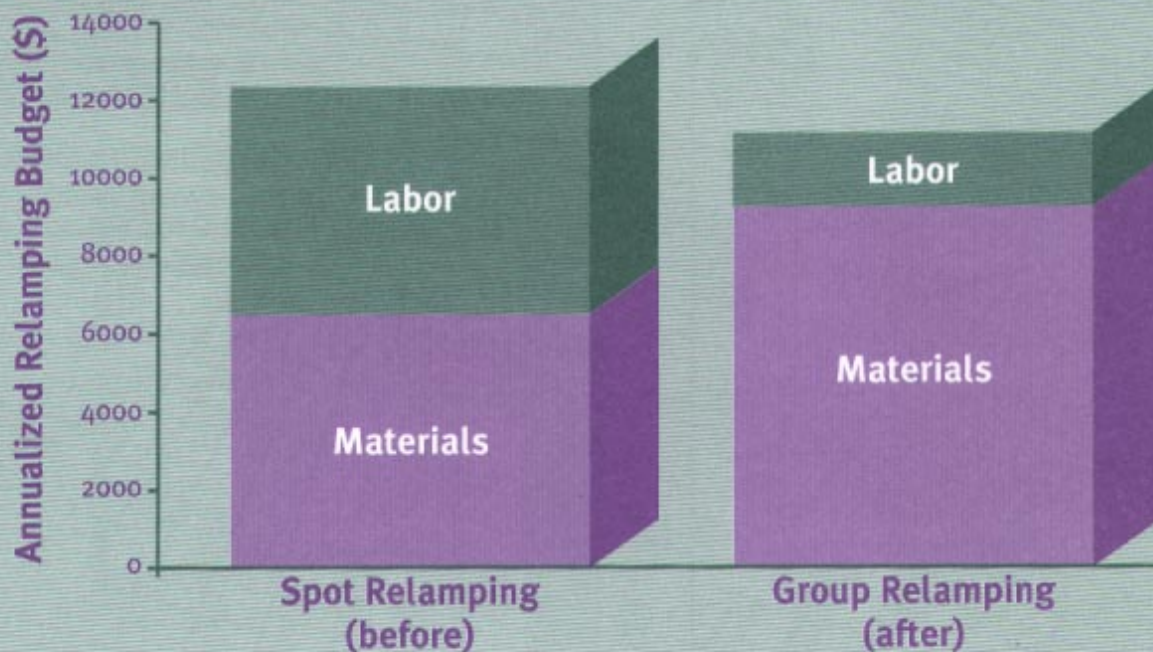 Annualized Relamping Budget ($)
14000
12000
10000
8000
6000
4000
2000
0
Labor
Materials
Labor
Materials
Spot Relamping
(before)
Group Relamping
(after)